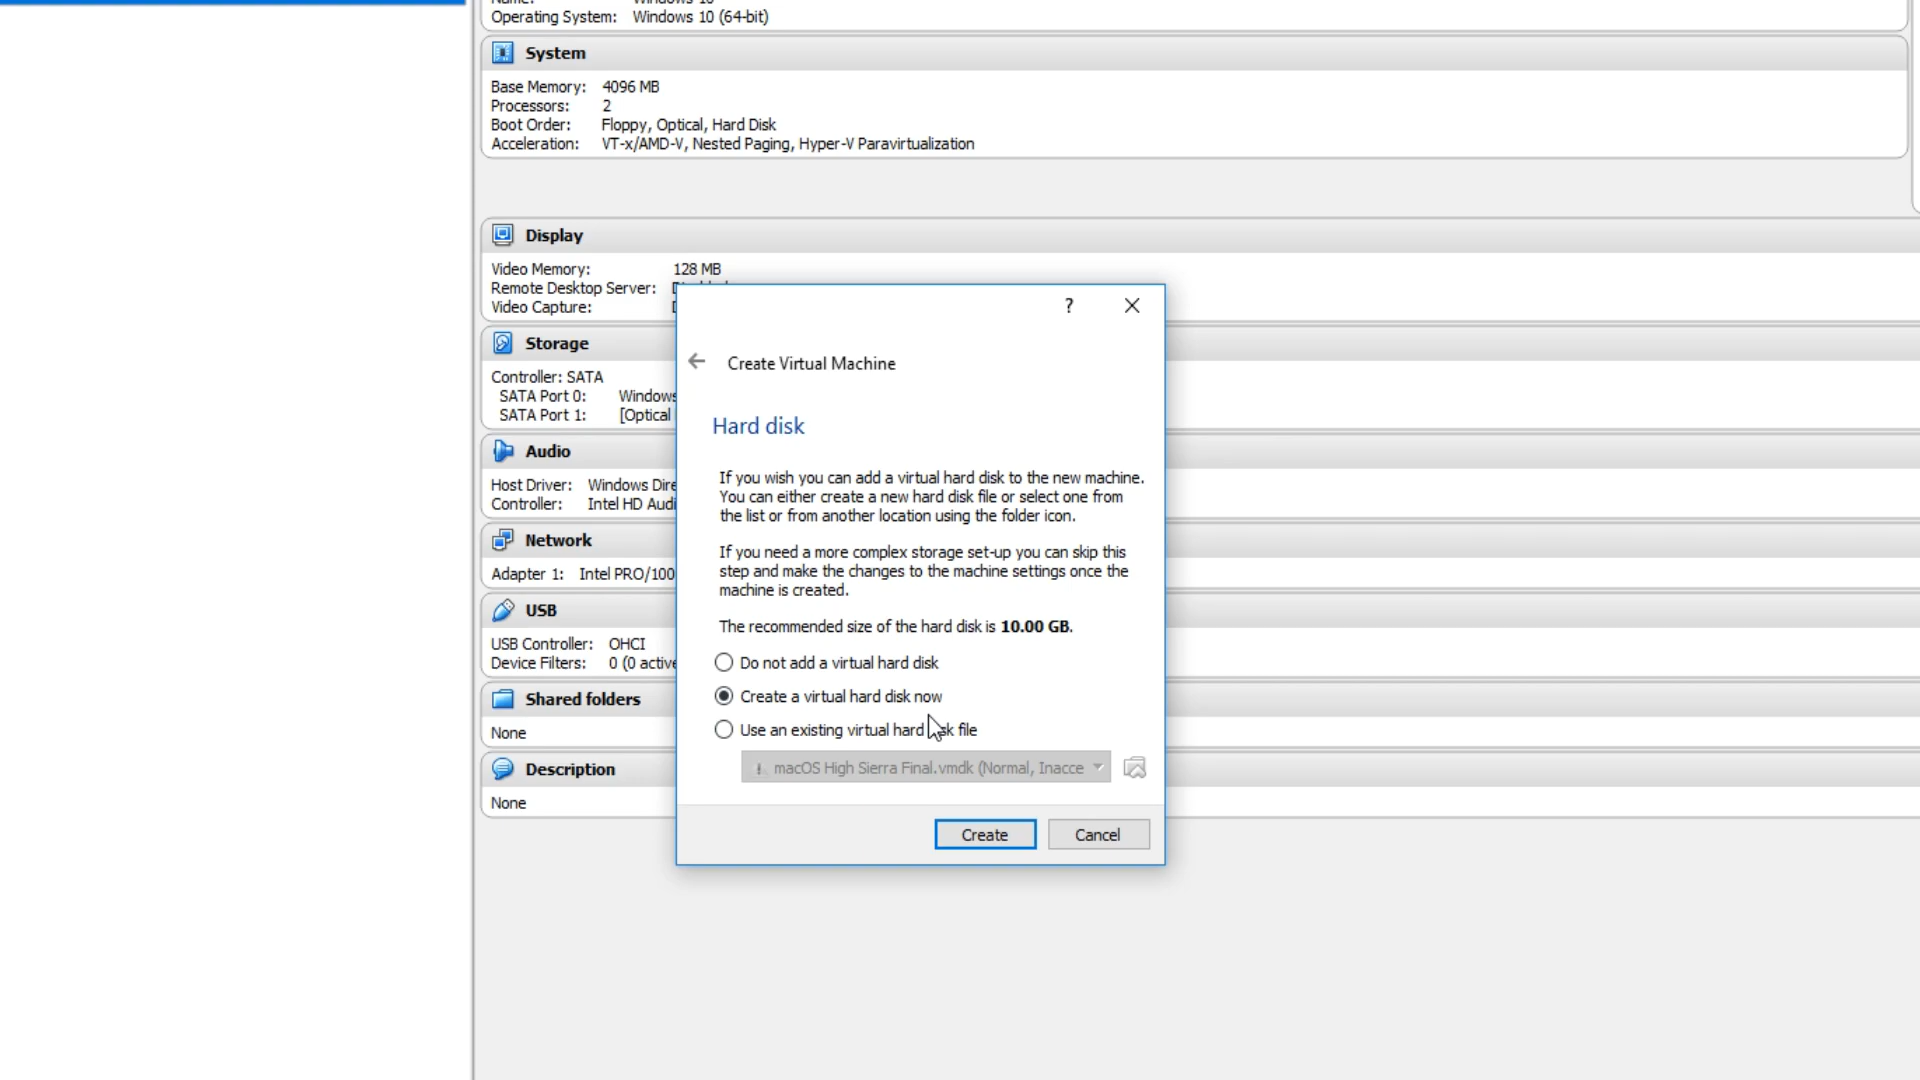 Operating System: Windows 10 (64-bit)
System
Base Memory: 4096 MB
Processors: 2
Boot Order: Floppy, Optical, Hard Disk
Acceleration: VT-x/AMD-V, Nested Paging, Hyper-V Paravirtualization
Display
Video Memory: 128 MB
Remote Desktop Server:
Video Capture:
Storage
Controller: SATA
SATA Port 0: Windows
SATA Port 1: [Optical
Audio
Host Driver: Windows Dire
Controller: Intel HD Audi
Network
Adapter 1: Intel PRO/100
USB
USB Controller: OHCI
Device Filters: 0 (0 active
Shared folders
None
Description
None
?
Create Virtual Machine
Hard disk
If you wish you can add a virtual hard disk to the new machine.
You can either create a new hard disk file or select one from
the list or from another location using the folder icon.
If you need a more complex storage set-up you can skip this
step and make the changes to the machine settings once the
machine is created.
The recommended size of the hard disk is 10.00 GB.
Do not add a virtual hard disk
Create a virtual hard disk now
Use an existing virtual hard disk file
macOS High Sierra Final.vmdk (Normal, Inacce
Create
Cancel